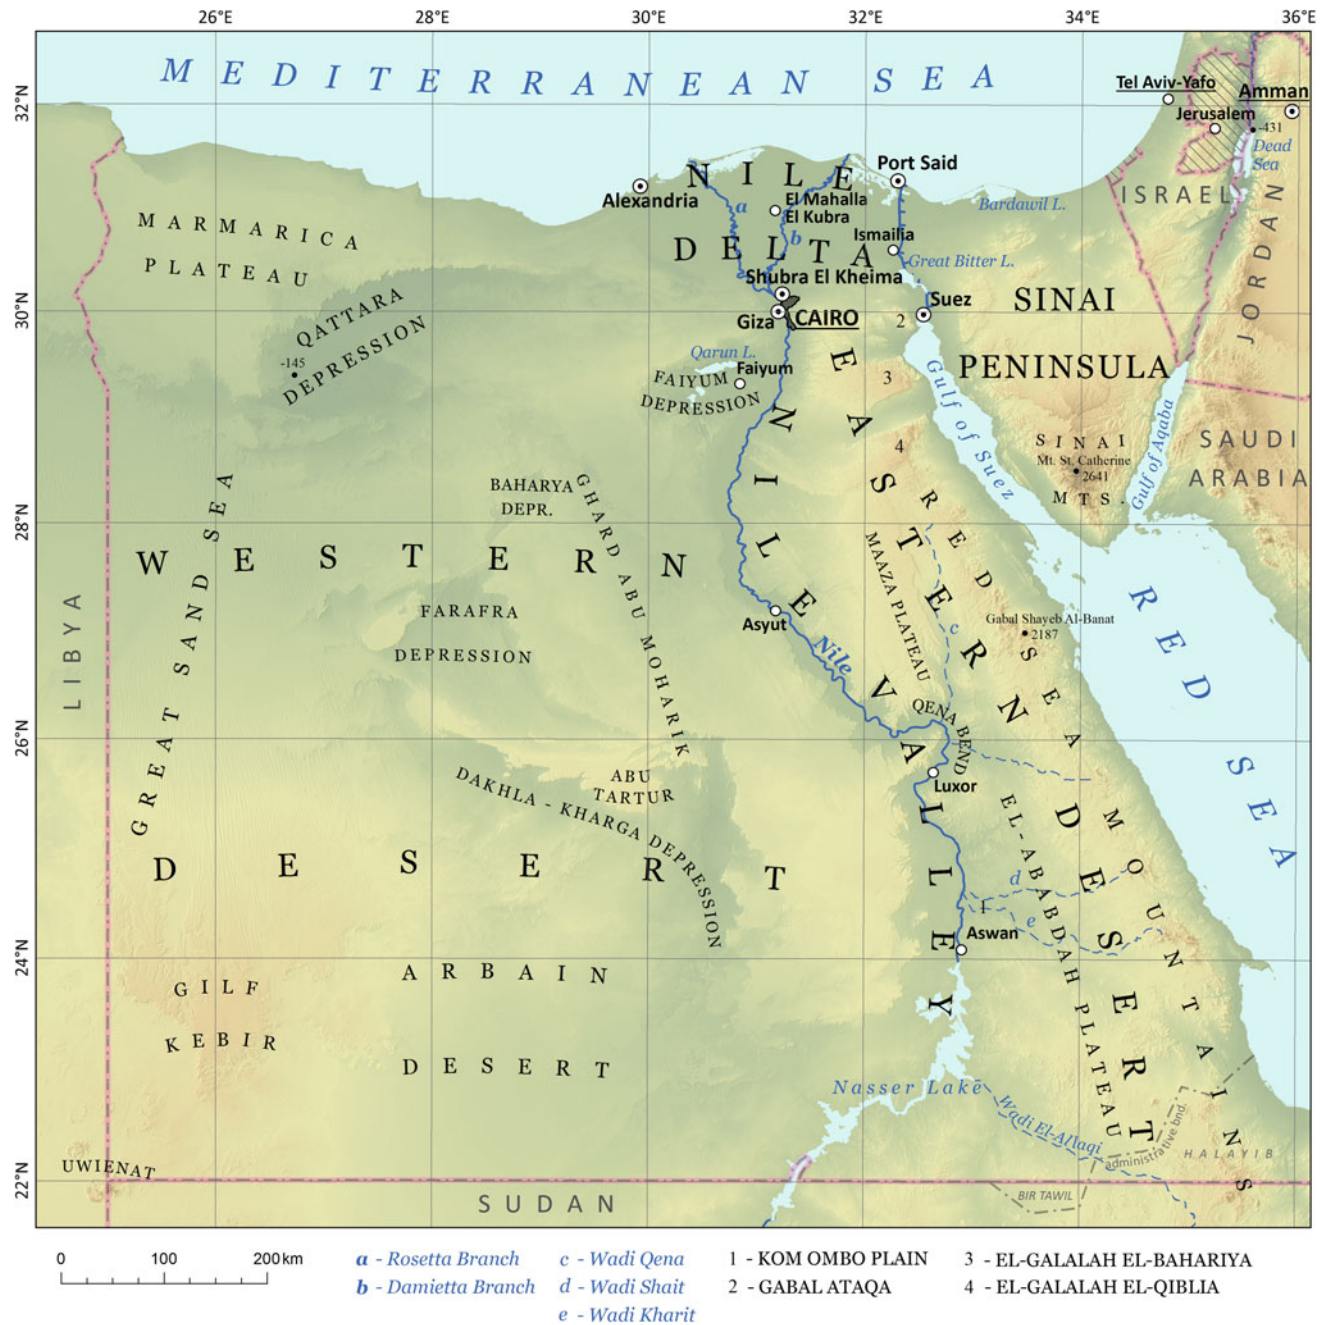 26°E 28°E 30°E 32°E 34°E 36°E
MEDITERRANEAN SEA
32°N
Tel Aviv-Yafo
Amman
Jerusalem
-431
Dead
Sea
ISRAEL
JORDAN
Port Said
NILE
DELTA
Alexandria
a
El Mahalla
El Kubra
b
Bardawil L.
Ismailia
Great Bitter L.
MARMARICA
PLATEAU
Shubra El Kheima
Suez
SINAI
PENINSULA
30°N
Giza
CAIRO
2
QATTARA
DEPRESSION
-145
Qarun L.
Faiyum
FAIYUM
DEPRESSION
3
4
Gulf of Suez
Gulf of Aqaba
SINAI
Mt. St. Catherine
2641
MTS.
SAUDI
ARABIA
NILE VALLEY
EASTERN DESERT
RED SEA MOUNTAINS
RED SEA
BAHARYA
DEPR.
GHARD ABU MOHARIK
28°N
WESTERN
DESERT
GREAT SAND SEA
LIBYA
FARAFRA
DEPRESSION
MAAZA PLATEAU
c
Gabal Shayeb Al-Banat
2187
Asyut
Nile
QENA BEND
26°N
Luxor
ABU
TARTUR
DAKHLA - KHARGA DEPRESSION
EL-ABABDAH PLATEAU
d
1
e
Aswan
24°N
GILF
KEBIR
ARBAIN
DESERT
Nasser Lake
Wadi El-Allaqi
administrative bnd.
HALAYIB
UWIENAT
22°N
SUDAN
BIR TAWIL
0 100 200 km
a - Rosetta Branch
b - Damietta Branch
c - Wadi Qena
d - Wadi Shait
e - Wadi Kharit
1 - KOM OMBO PLAIN
2 - GABAL ATAQA
3 - EL-GALALAH EL-BAHARIYA
4 - EL-GALALAH EL-QIBLIA